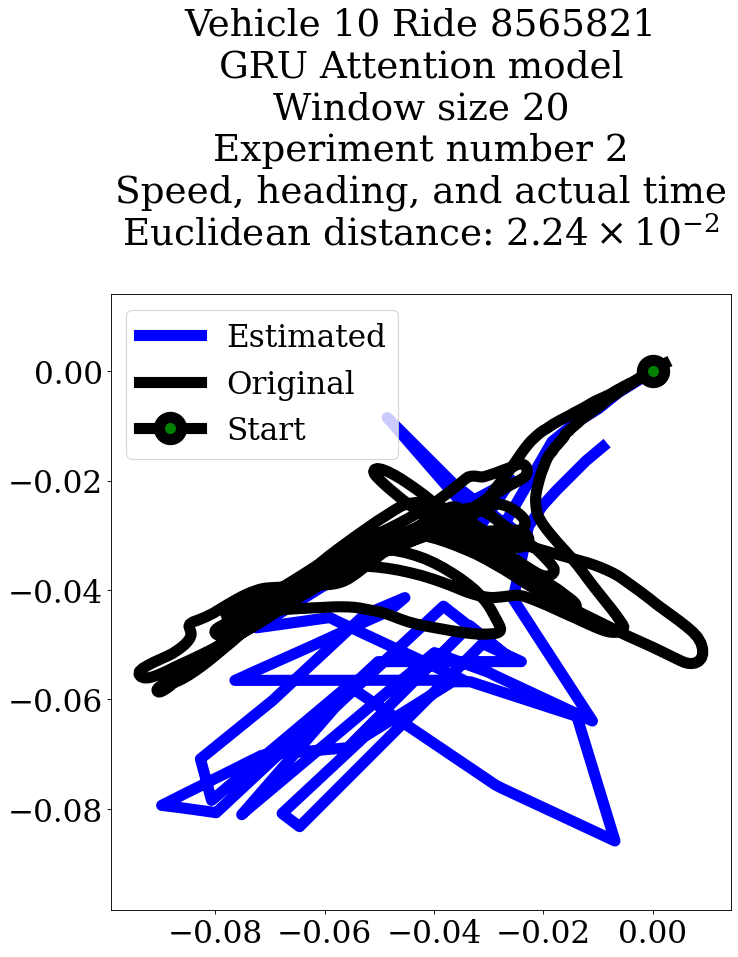 Vehicle 10 Ride 8565821
GRU Attention model
Window size 20
Experiment number 2
Speed, heading, and actual time
Euclidean distance: 2.24 × 10⁻²
Estimated
Original
Start
0.00
−0.02
−0.04
−0.06
−0.08
−0.08 −0.06 −0.04 −0.02 0.00